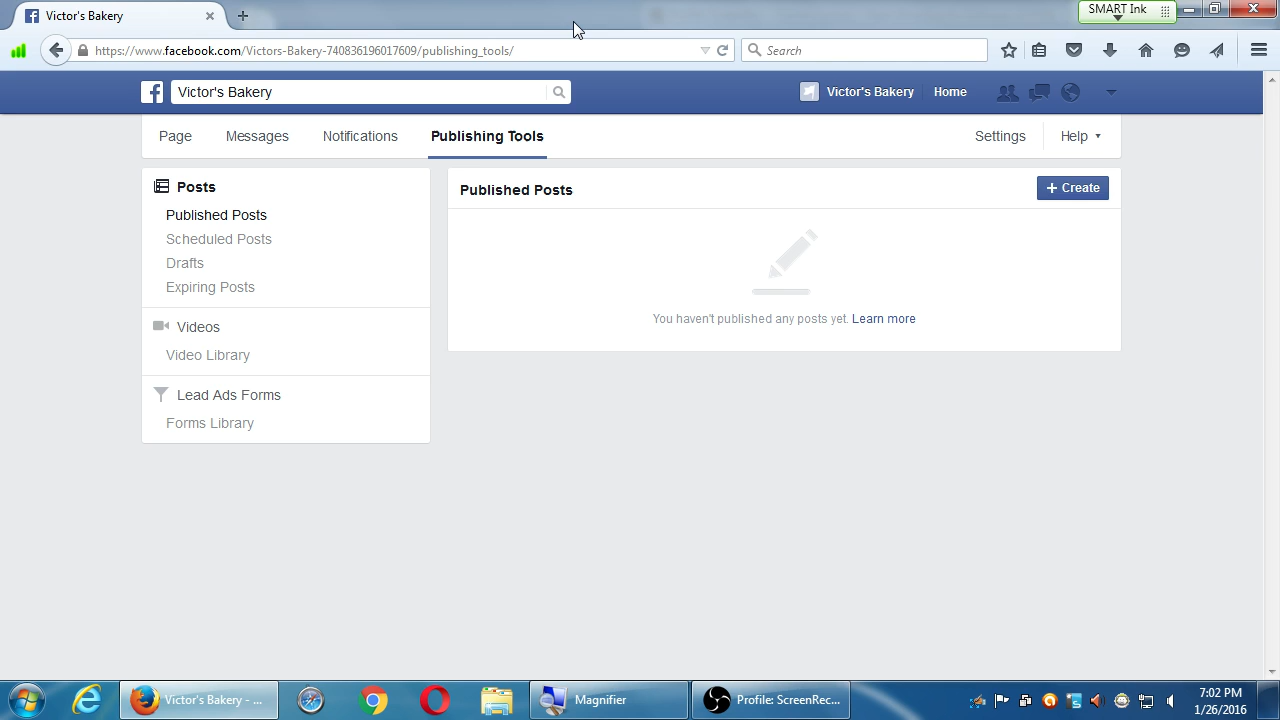 Victor's Bakery
SMART Ink
https://www.facebook.com/Victors-Bakery-740836196017609/publishing_tools/
Search
Victor's Bakery
Victor's Bakery
Home
Page
Messages
Notifications
Publishing Tools
Settings
Help
Posts
Published Posts
Scheduled Posts
Drafts
Expiring Posts
Videos
Video Library
Lead Ads Forms
Forms Library
Published Posts
+ Create
You haven't published any posts yet. Learn more
Victor's Bakery - ...
Magnifier
Profile: ScreenRec...
7:02 PM
1/26/2016